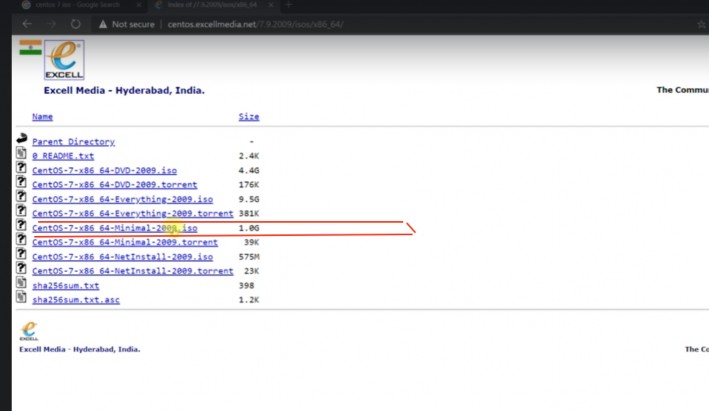 centos 7 iso - Google Search
Index of /7.9.2009/isos/x86_64/
Not secure | centos.excellmedia.net/7.9.2009/isos/x86_64/
EXCELL
Excell Media - Hyderabad, India.
The Commu
Name Size
Parent Directory -
0_README.txt 2.4K
CentOS-7-x86_64-DVD-2009.iso 4.4G
CentOS-7-x86_64-DVD-2009.torrent 176K
CentOS-7-x86_64-Everything-2009.iso 9.5G
CentOS-7-x86_64-Everything-2009.torrent 381K
CentOS-7-x86_64-Minimal-2009.iso 1.0G
CentOS-7-x86_64-Minimal-2009.torrent 39K
CentOS-7-x86_64-NetInstall-2009.iso 575M
CentOS-7-x86_64-NetInstall-2009.torrent 23K
sha256sum.txt 398
sha256sum.txt.asc 1.2K
EXCELL
Excell Media - Hyderabad, India.
The Co